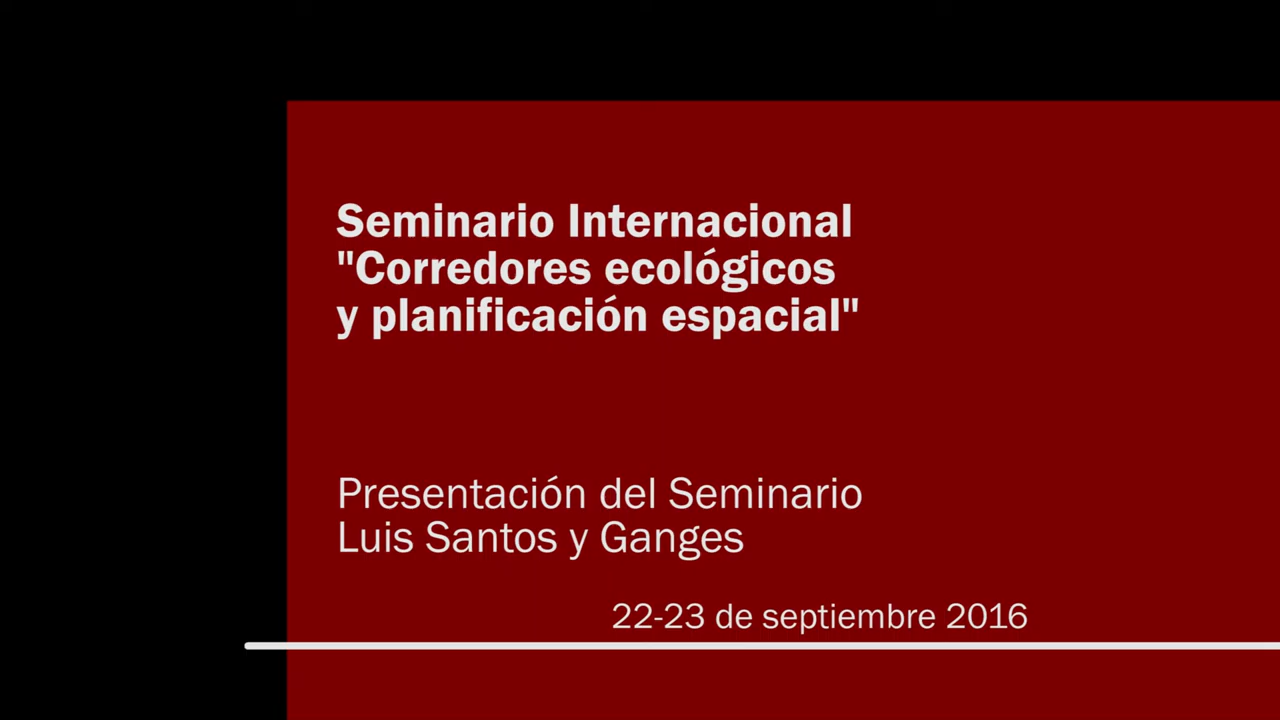 Seminario Internacional
"Corredores ecológicos
y planificación espacial"
Presentación del Seminario
Luis Santos y Ganges
22-23 de septiembre 2016